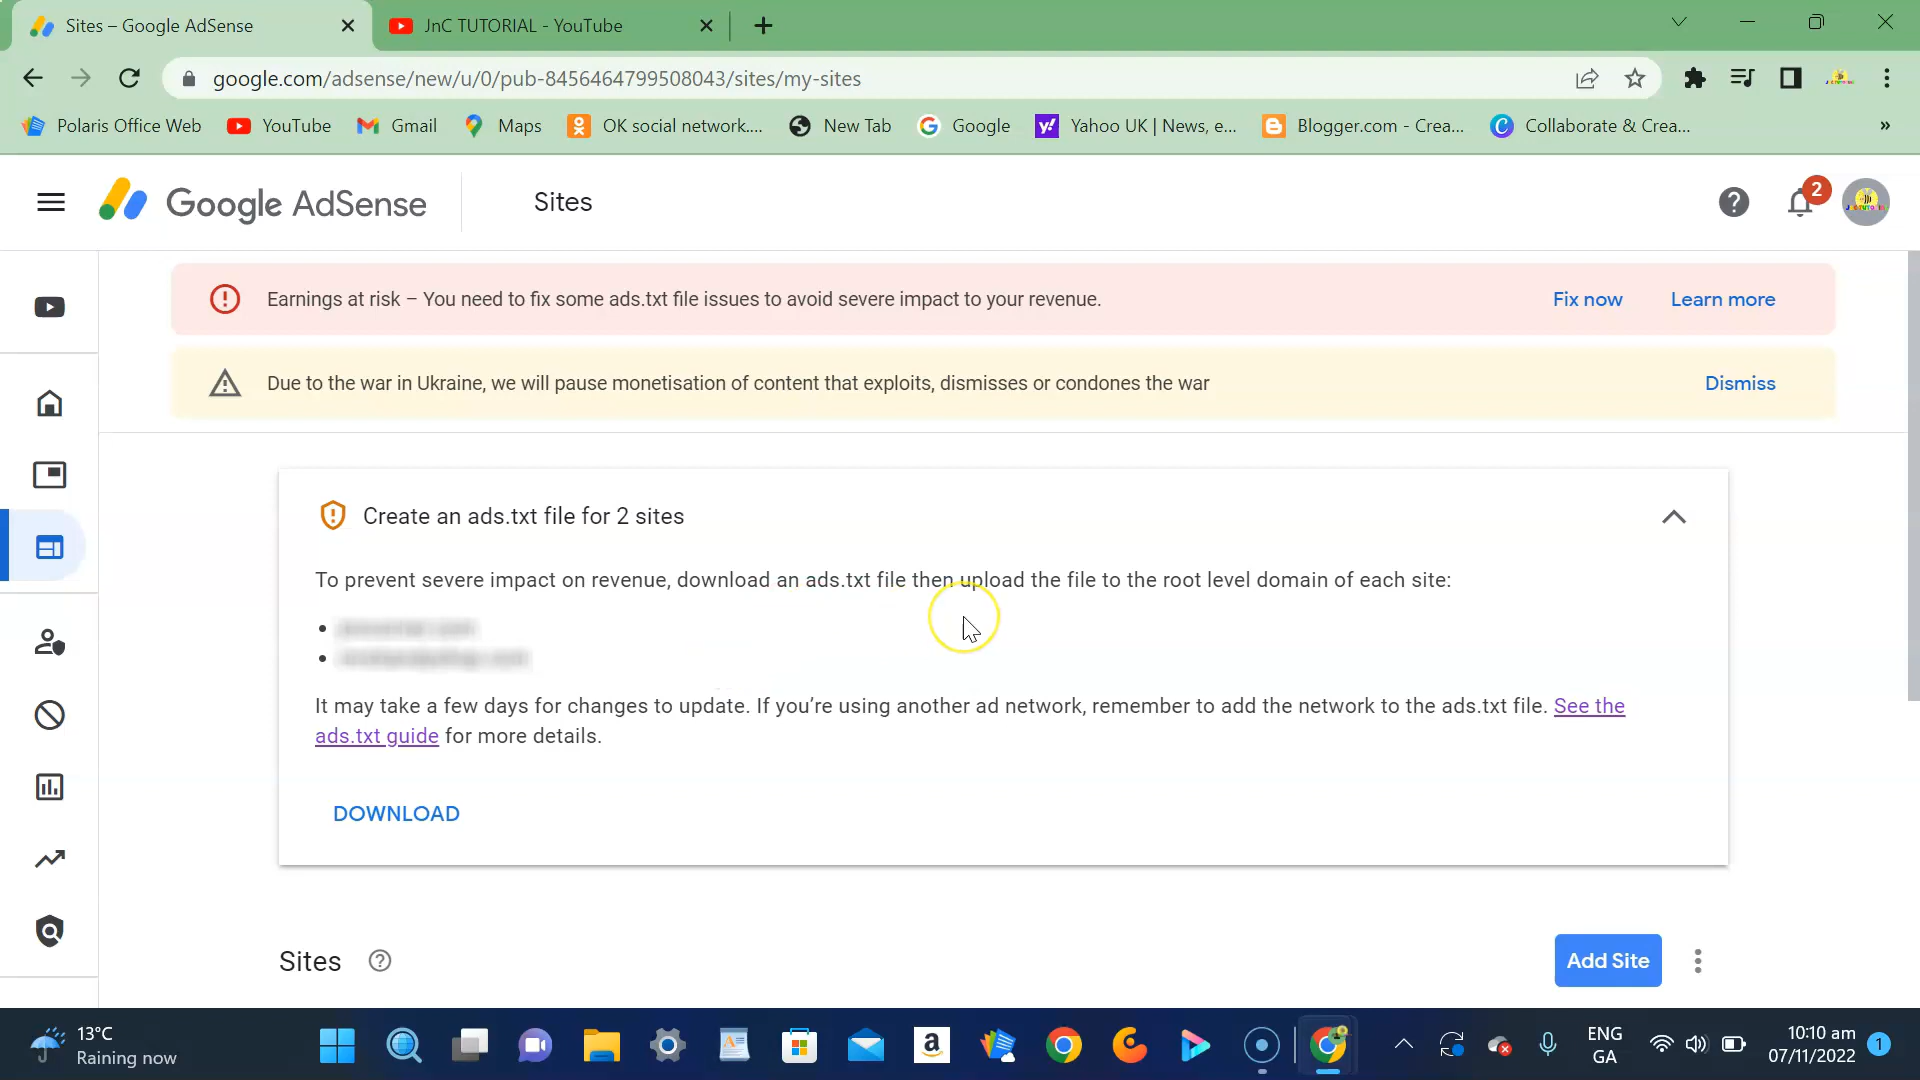 Sites – Google AdSense
JnC TUTORIAL - YouTube
google.com/adsense/new/u/0/pub-8456464799508043/sites/my-sites
Polaris Office Web
YouTube
Gmail
Maps
OK social network....
New Tab
Google
Yahoo UK | News, e...
Blogger.com - Crea...
Collaborate & Crea...
»
Google AdSense
Sites
2
Earnings at risk – You need to fix some ads.txt file issues to avoid severe impact to your revenue.
Fix now
Learn more
Due to the war in Ukraine, we will pause monetisation of content that exploits, dismisses or condones the war
Dismiss
Create an ads.txt file for 2 sites
To prevent severe impact on revenue, download an ads.txt file then upload the file to the root level domain of each site:
It may take a few days for changes to update. If you’re using another ad network, remember to add the network to the ads.txt file. See the
ads.txt guide for more details.
DOWNLOAD
Sites
Add Site
13°C
Raining now
ENG
GA
10:10 am
07/11/2022
1